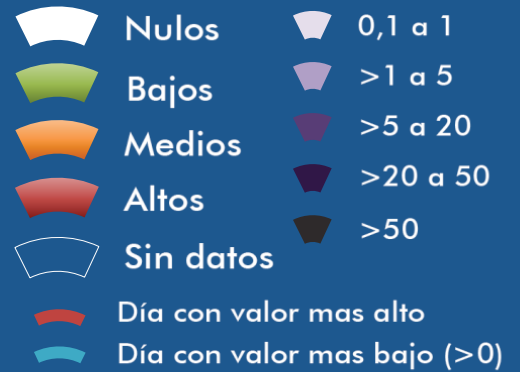 Nulos
Bajos
Medios
Altos
Sin datos
0,1 a 1
>1 a 5
>5 a 20
>20 a 50
>50
Día con valor mas alto
Día con valor mas bajo (>0)